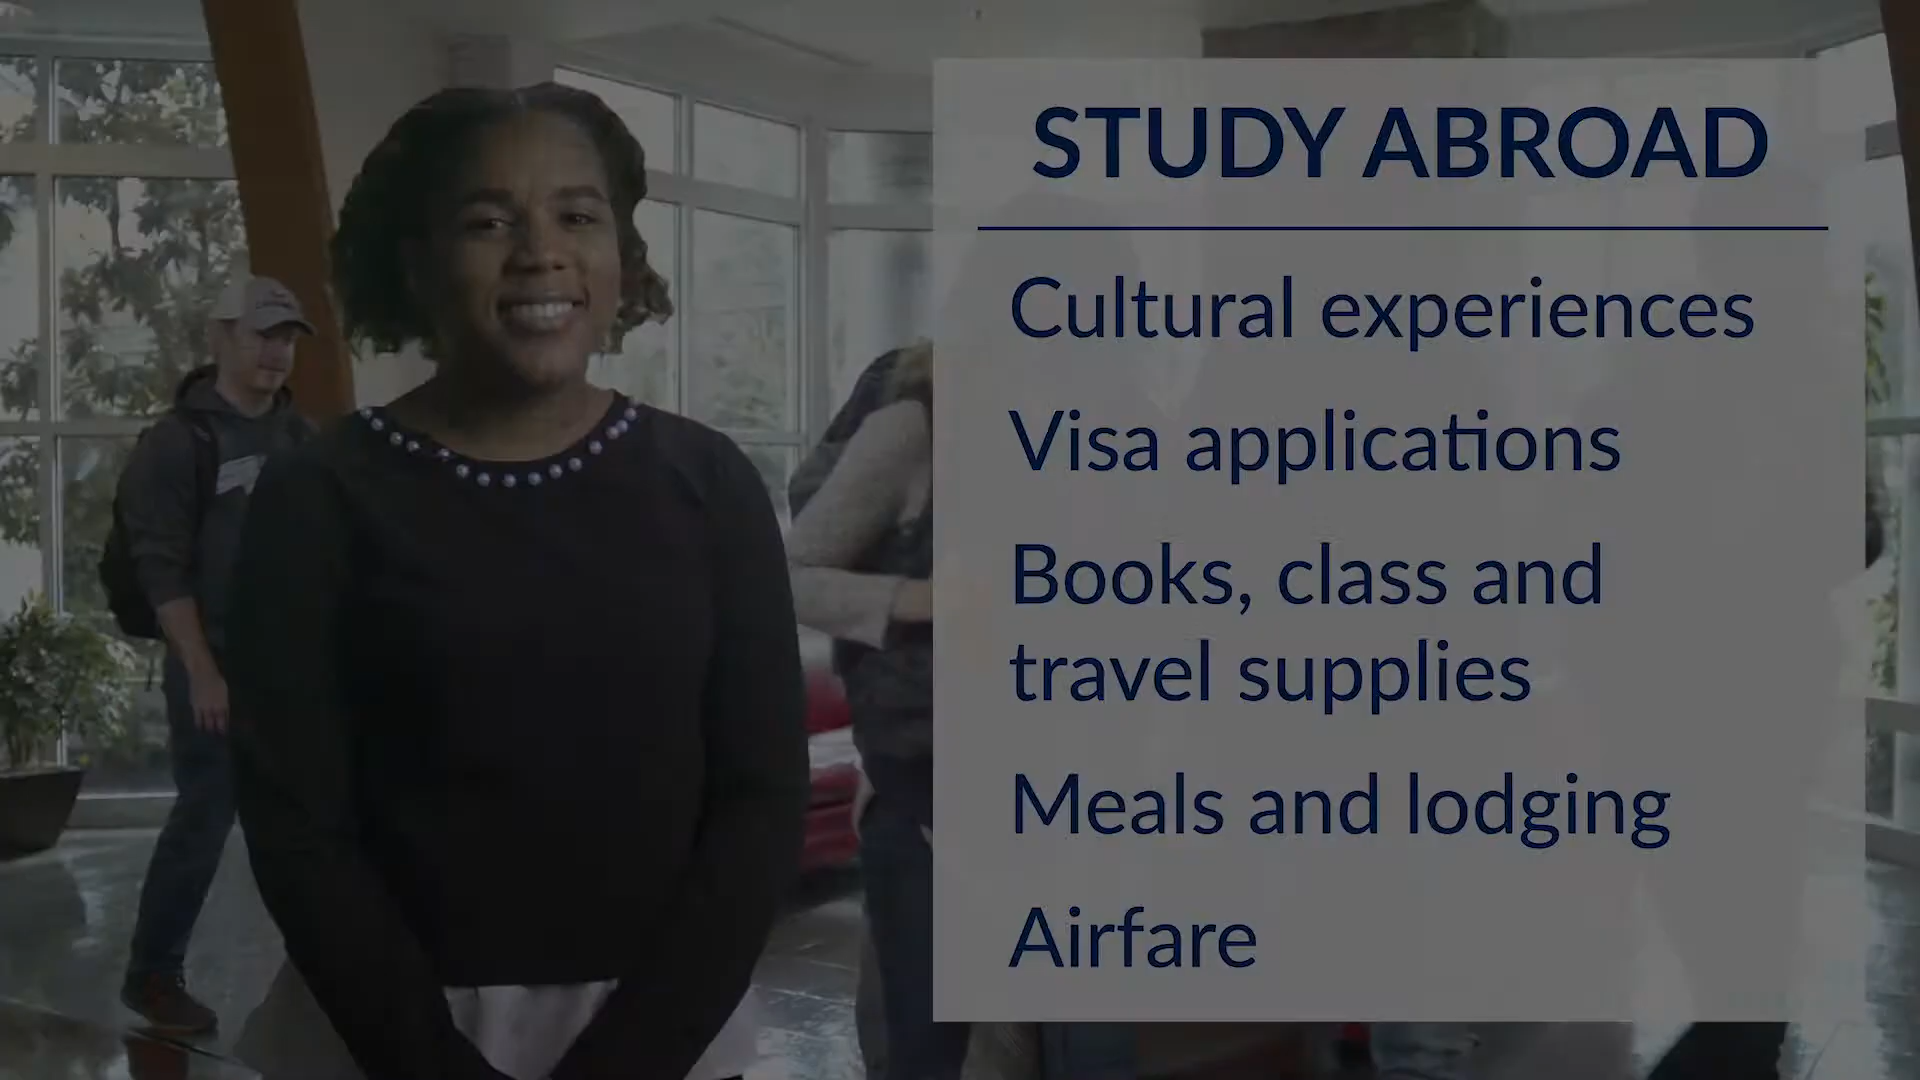 STUDY ABROAD
Cultural experiences
Visa applications
Books, class and
travel supplies
Meals and lodging
Airfare